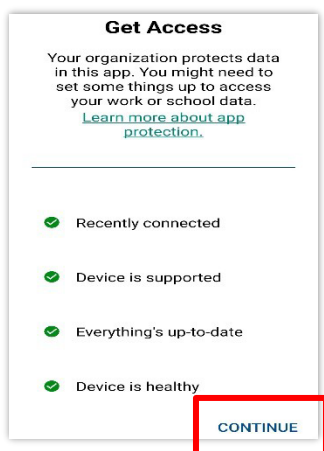 Get Access
Your organization protects data
in this app. You might need to
set some things up to access
your work or school data.
Learn more about app
protection.
Recently connected
Device is supported
Everything's up-to-date
Device is healthy
CONTINUE